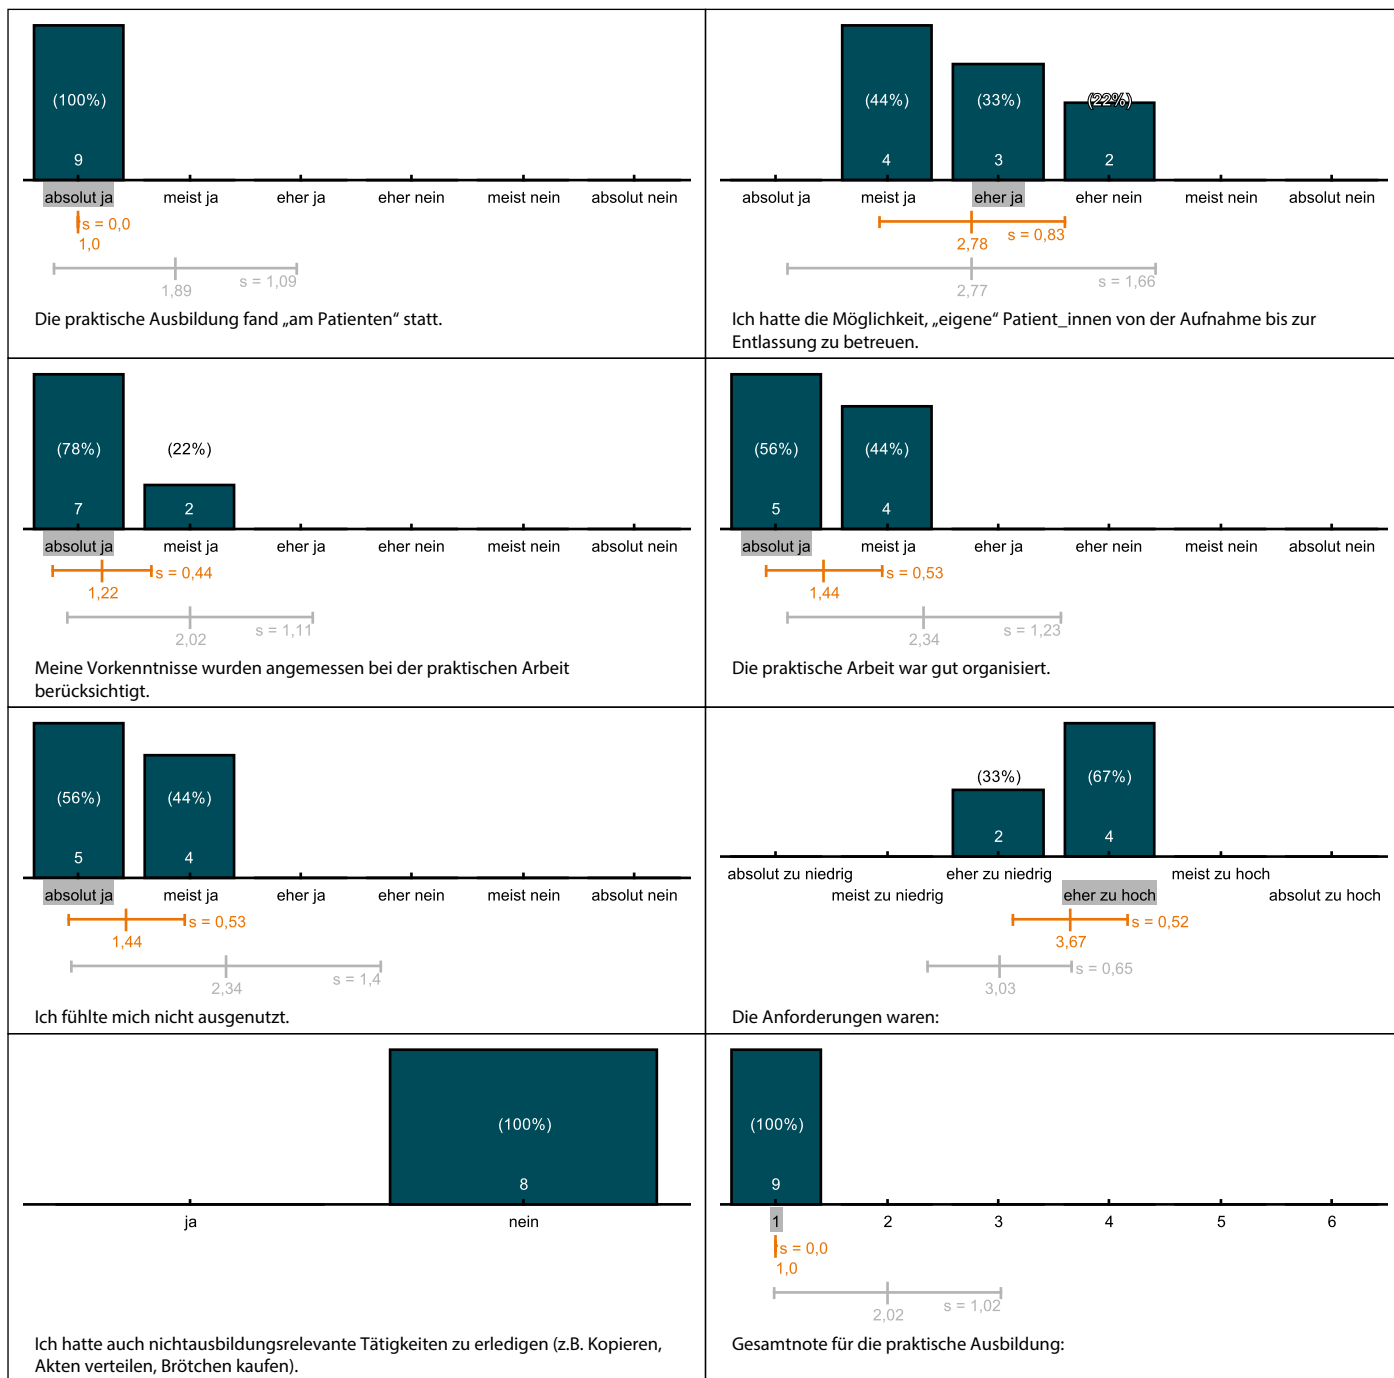 (100%)
9
absolut ja meist ja eher ja eher nein meist nein absolut nein
s = 0,0
1,0
s = 1,09
1,89
Die praktische Ausbildung fand „am Patienten“ statt.
(44%) (33%) (22%)
4 3 2
absolut ja meist ja eher ja eher nein meist nein absolut nein
s = 0,83
2,78
s = 1,66
2,77
Ich hatte die Möglichkeit, „eigene“ Patient_innen von der Aufnahme bis zur
Entlassung zu betreuen.
(78%) (22%)
7 2
absolut ja meist ja eher ja eher nein meist nein absolut nein
s = 0,44
1,22
s = 1,11
2,02
Meine Vorkenntnisse wurden angemessen bei der praktischen Arbeit
berücksichtigt.
(56%) (44%)
5 4
absolut ja meist ja eher ja eher nein meist nein absolut nein
s = 0,53
1,44
s = 1,23
2,34
Die praktische Arbeit war gut organisiert.
(56%) (44%)
5 4
absolut ja meist ja eher ja eher nein meist nein absolut nein
s = 0,53
1,44
s = 1,4
2,34
Ich fühlte mich nicht ausgenutzt.
(33%) (67%)
2 4
absolut zu niedrig eher zu niedrig meist zu hoch
meist zu niedrig eher zu hoch absolut zu hoch
s = 0,52
3,67
s = 0,65
3,03
Die Anforderungen waren:
(100%)
8
ja nein
Ich hatte auch nichtausbildungsrelevante Tätigkeiten zu erledigen (z.B. Kopieren,
Akten verteilen, Brötchen kaufen).
(100%)
9
1 2 3 4 5 6
s = 0,0
1,0
s = 1,02
2,02
Gesamtnote für die praktische Ausbildung: